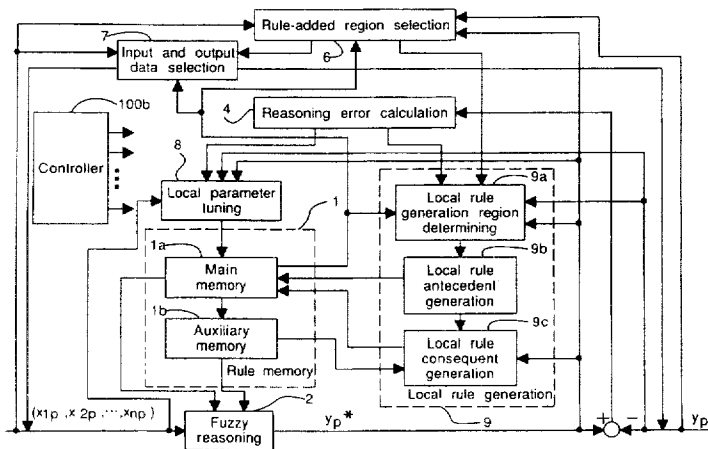 Rule-added region selection
7
Input and output
data selection
6
100b
4
Reasoning error calculation
Controller
8
9a
Local parameter
tuning
1
Local rule
generation region
determining
1a
9b
Main
memory
Local rule
antecedent
generation
1b
9c
Auxiliary
memory
Local rule
consequent
generation
Rule memory
Local rule generation
(x1p, x2p, ⋯, xnp)
2
Fuzzy
reasoning
yp*
9
+
−
yp